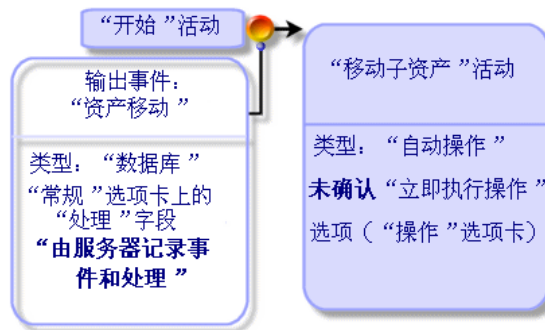 “开始”活动
输出事件：
“资产移动”
类型：“数据库”
“常规”选项卡上的
“处理”字段
“由服务器记录事
件和处理”
“移动子资产”活动
类型：“自动操作”
未确认“立即执行操作”
选项（“操作”选项卡）